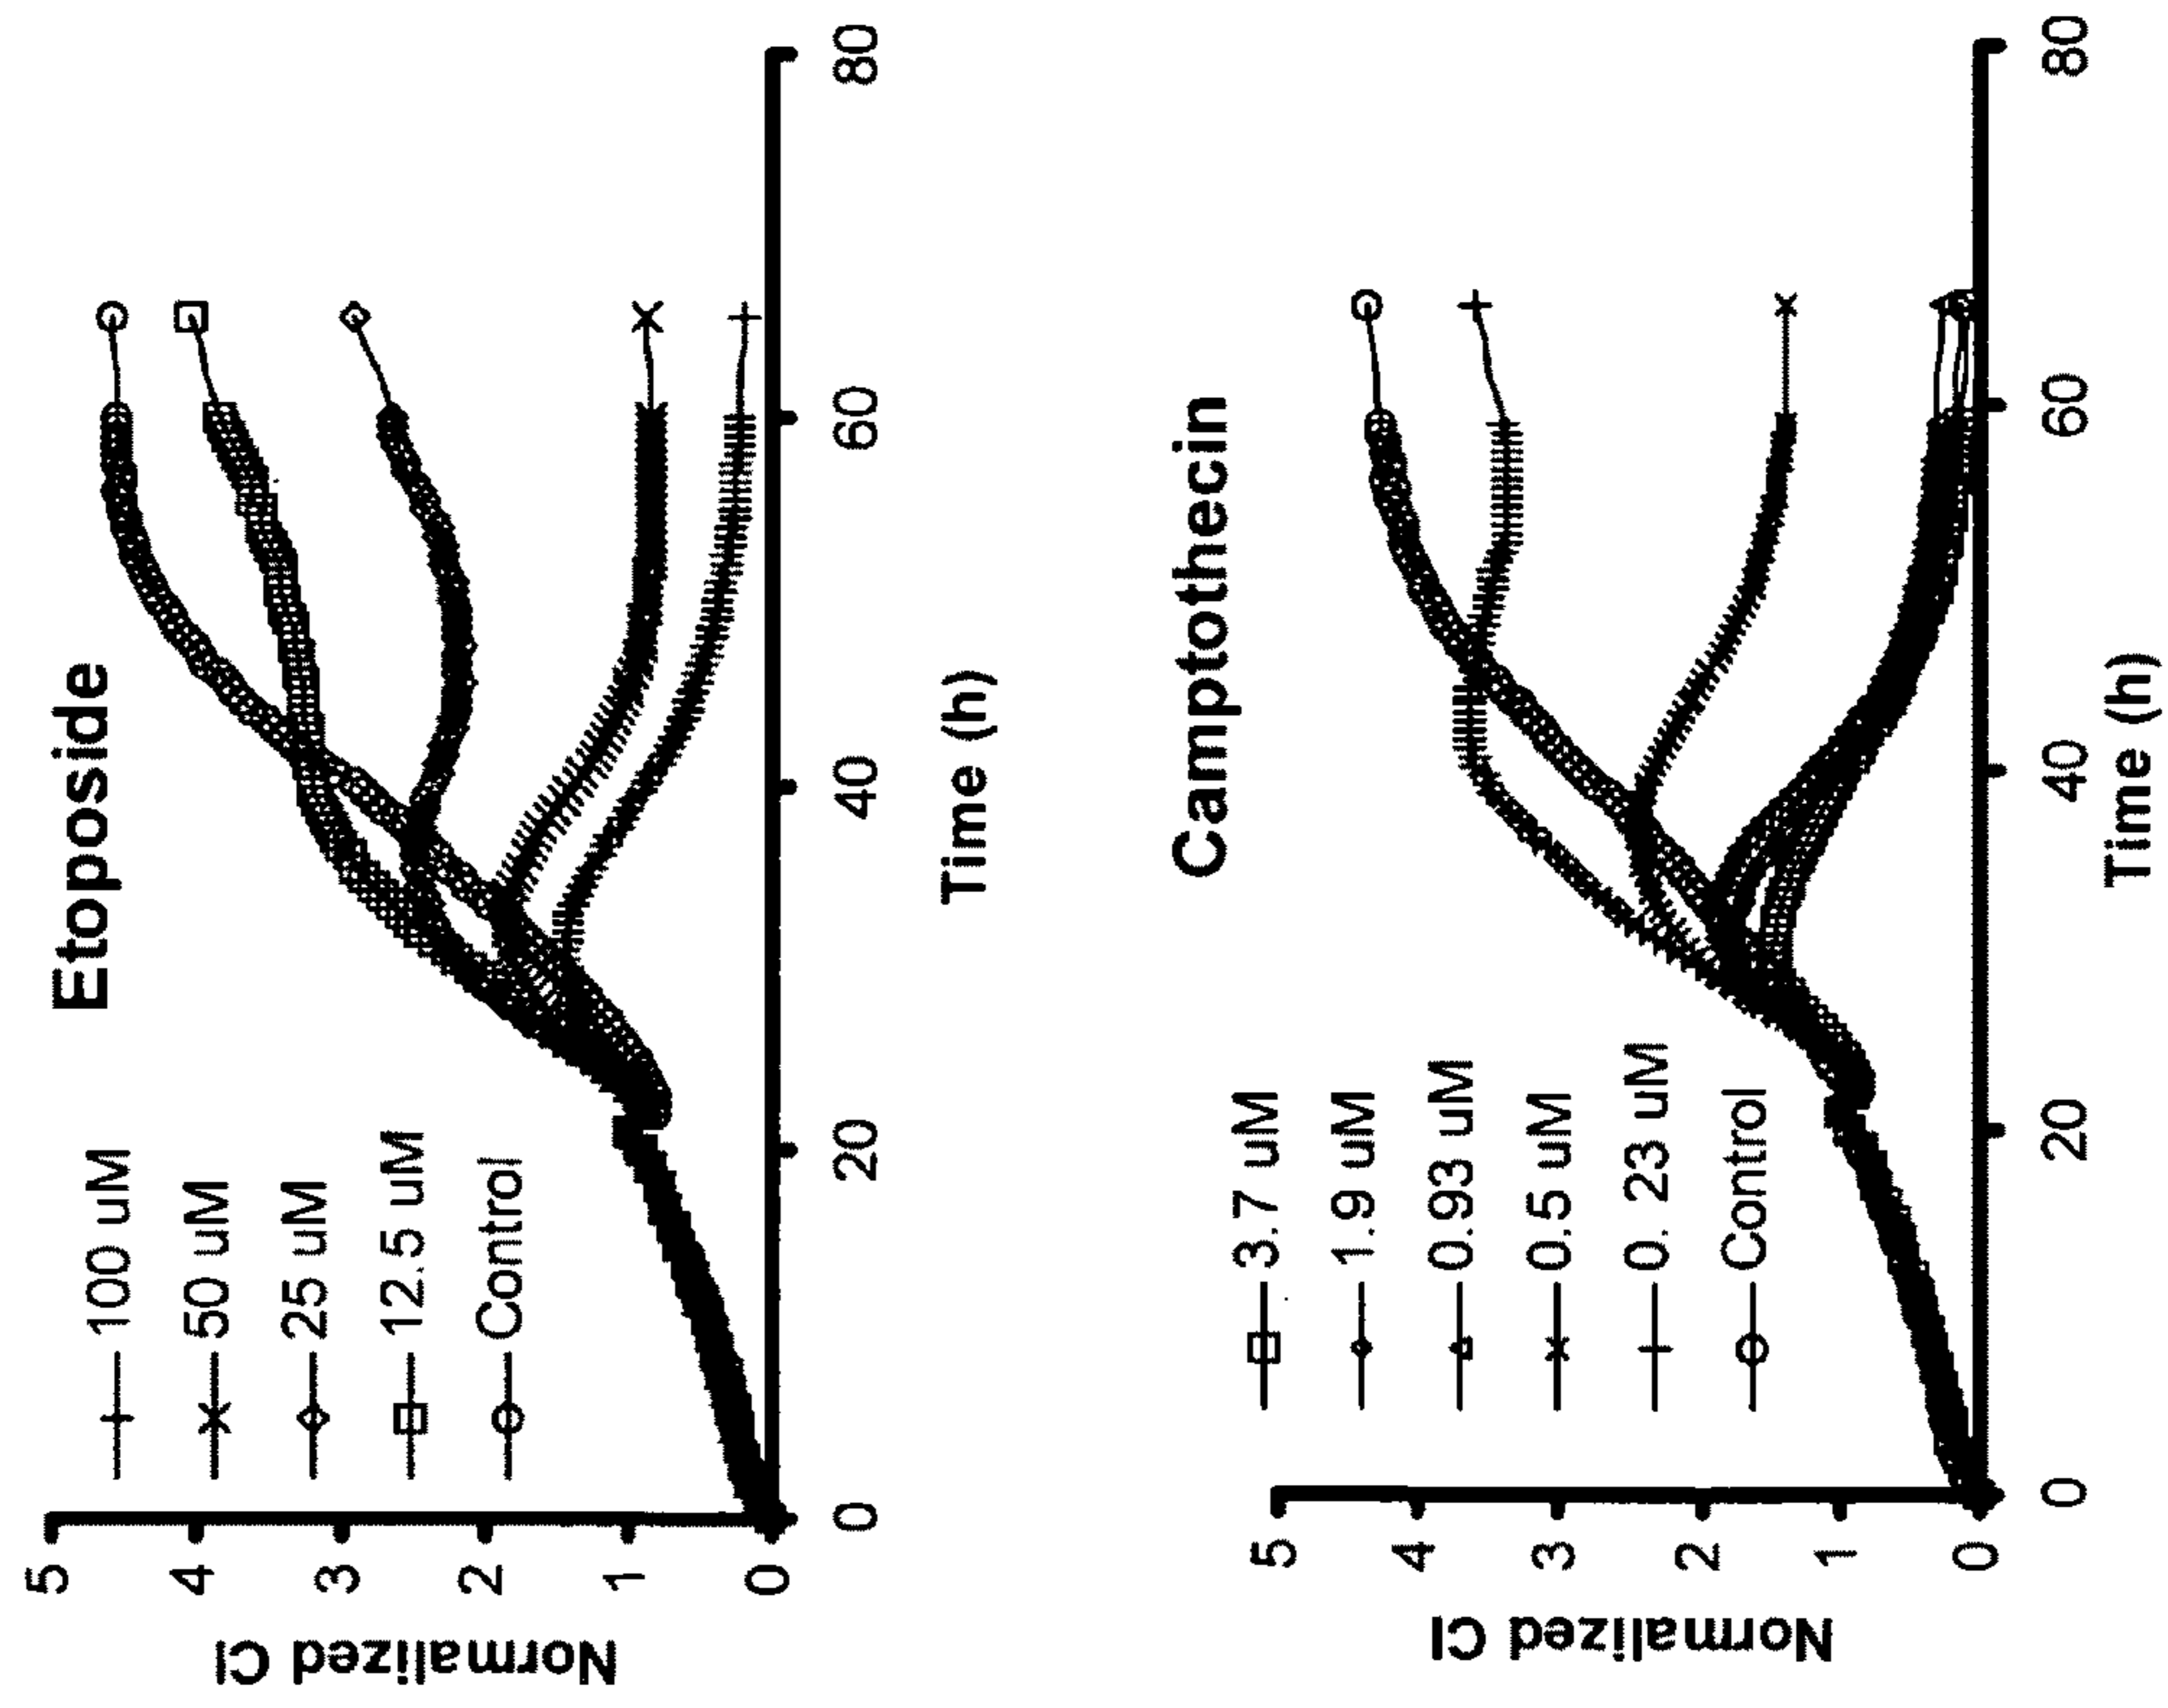 Etoposide
100 uM
50 uM
25 uM
12.5 uM
Control
5
4
3
2
1
0
Normalized CI
0
20
40
60
80
Time (h)
Camptothecin
3.7 uM
1.9 uM
0.93 uM
0.5 uM
0. 23 uM
Control
5
4
3
2
1
0
Normalized CI
0
20
40
60
80
Time (h)